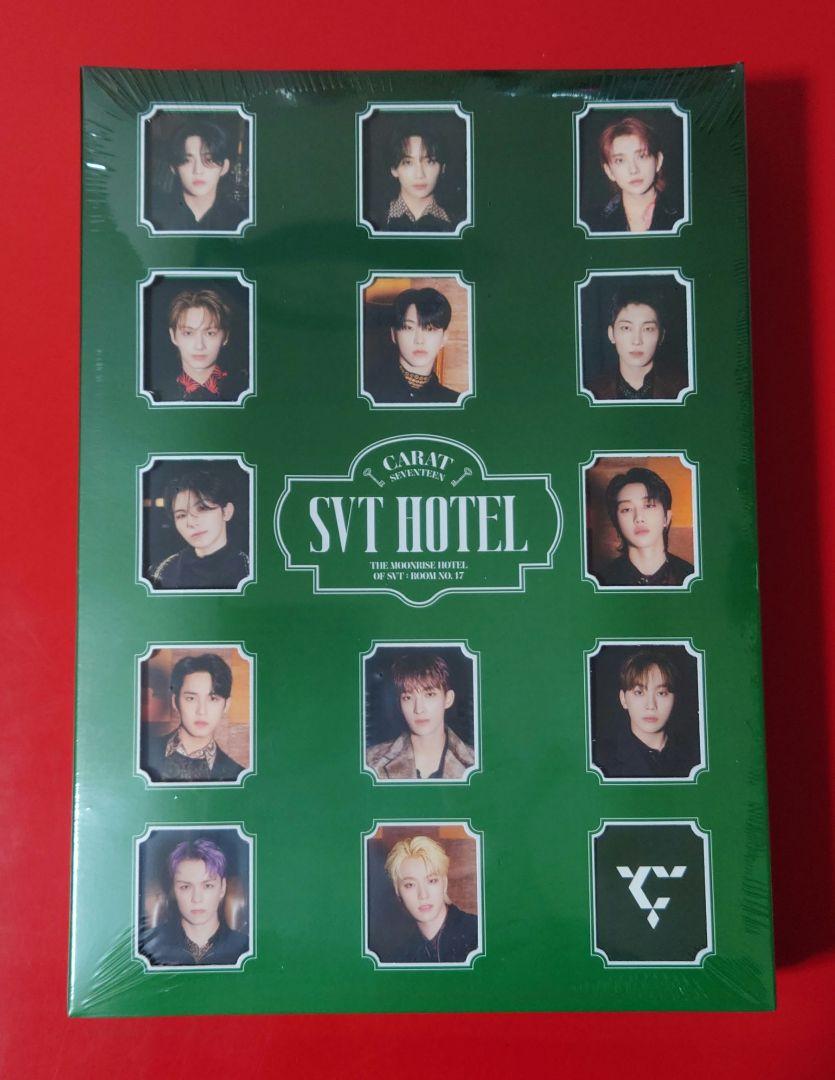 CARAT
SEVENTEEN
SVT HOTEL
THE MOONRISE HOTEL
OF SVT : ROOM NO. 17